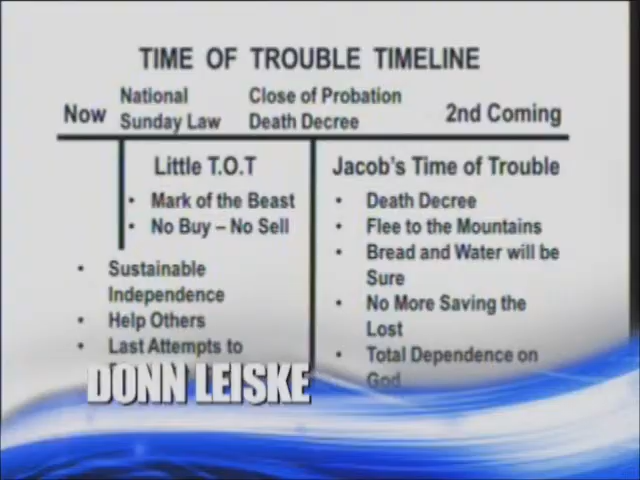 TIME OF TROUBLE TIMELINE
Now
National
Sunday Law
Close of Probation
Death Decree
2nd Coming
Little T.O.T
• Mark of the Beast
• No Buy – No Sell
• Sustainable
Independence
• Help Others
• Last Attempts to
Jacob's Time of Trouble
• Death Decree
• Flee to the Mountains
• Bread and Water will be
Sure
• No More Saving the
Lost
• Total Dependence on
God
DONN LEISKE